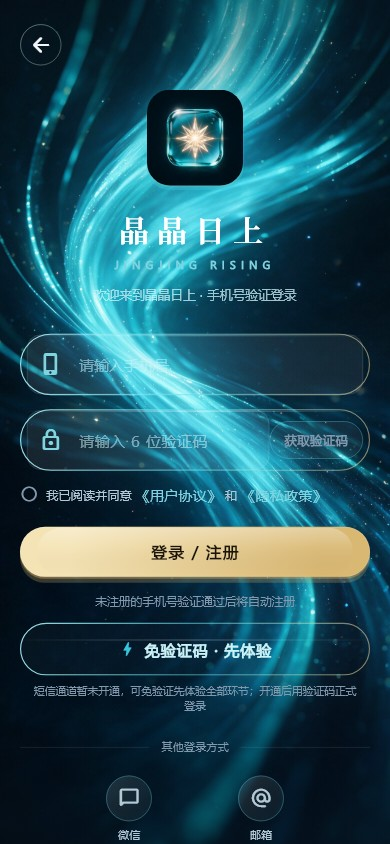 晶晶日上
JINGJING RISING
欢迎来到晶晶日上 · 手机号验证登录
请输入手机号
请输入 6 位验证码
获取验证码
我已阅读并同意 《用户协议》 和 《隐私政策》
登录 / 注册
未注册的手机号验证通过后将自动注册
免验证码 · 先体验
短信通道暂未开通，可免验证先体验全部环节；开通后用验证码正式
登录
其他登录方式
微信
邮箱